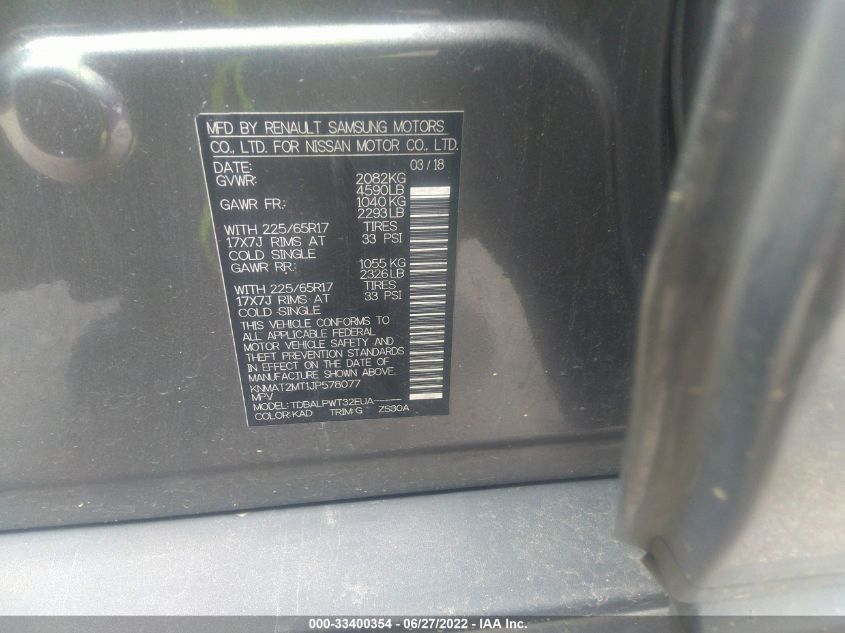 MFD BY RENAULT SAMSUNG MOTORS
CO., LTD. FOR NISSAN MOTOR CO., LTD.
DATE: 03/18
GVWR: 2082KG
4590LB
GAWR FR: 1040 KG
2293LB
WITH 225/65R17 TIRES
17X7J RIMS AT 33 PSI
COLD SINGLE
GAWR RR: 1055 KG
2326LB
WITH 225/65R17 TIRES
17X7J RIMS AT 33 PSI
COLD SINGLE
THIS VEHICLE CONFORMS TO
ALL APPLICABLE FEDERAL
MOTOR VEHICLE SAFETY AND
THEFT PREVENTION STANDARDS
IN EFFECT ON THE DATE OF
MANUFACTURE SHOWN ABOVE.
KNMAT2MT1JP578077
MPV
MODEL: TDBALPWT32EUA-----
COLOR: KAD TRIM: G ZS30A
000-33400354 - 06/27/2022 - IAA Inc.